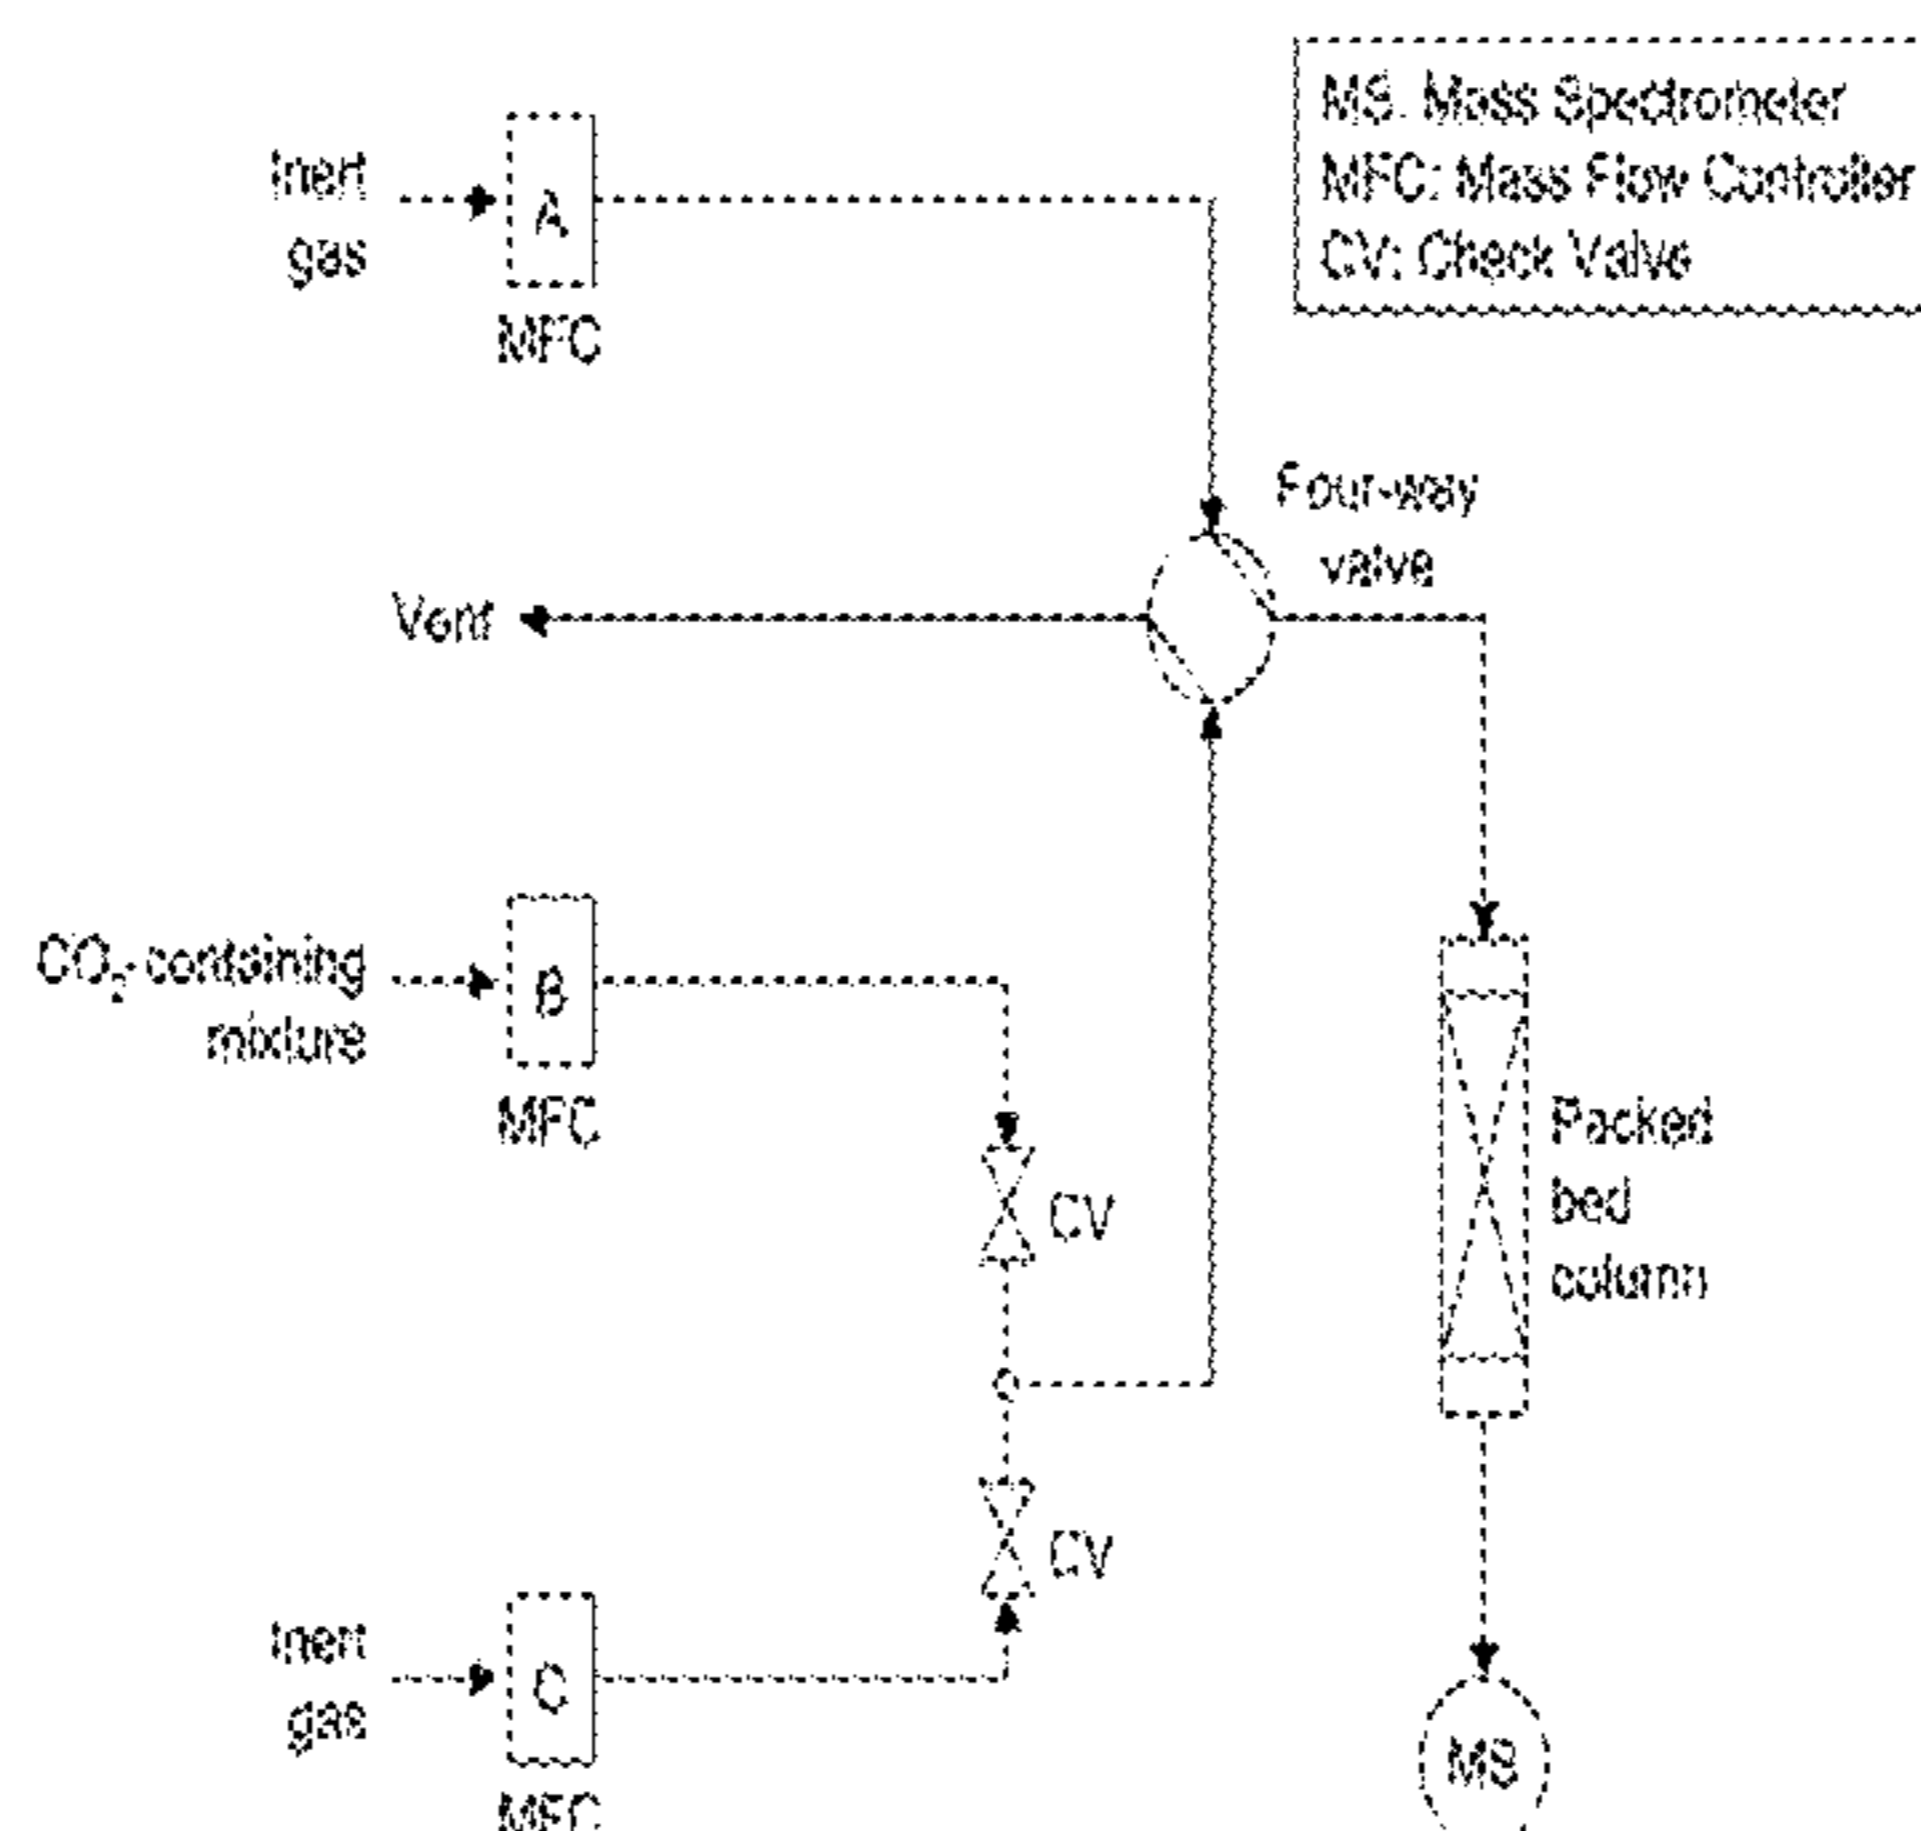 MS: Mass Spectrometer
MFC: Mass Flow Controller
CV: Check Valve
Inert
gas
A
MFC
Four-way
valve
Vent
CO₂-containing
mixture
B
MFC
CV
Packed
bed
column
CV
Inert
gas
C
MFC
MS